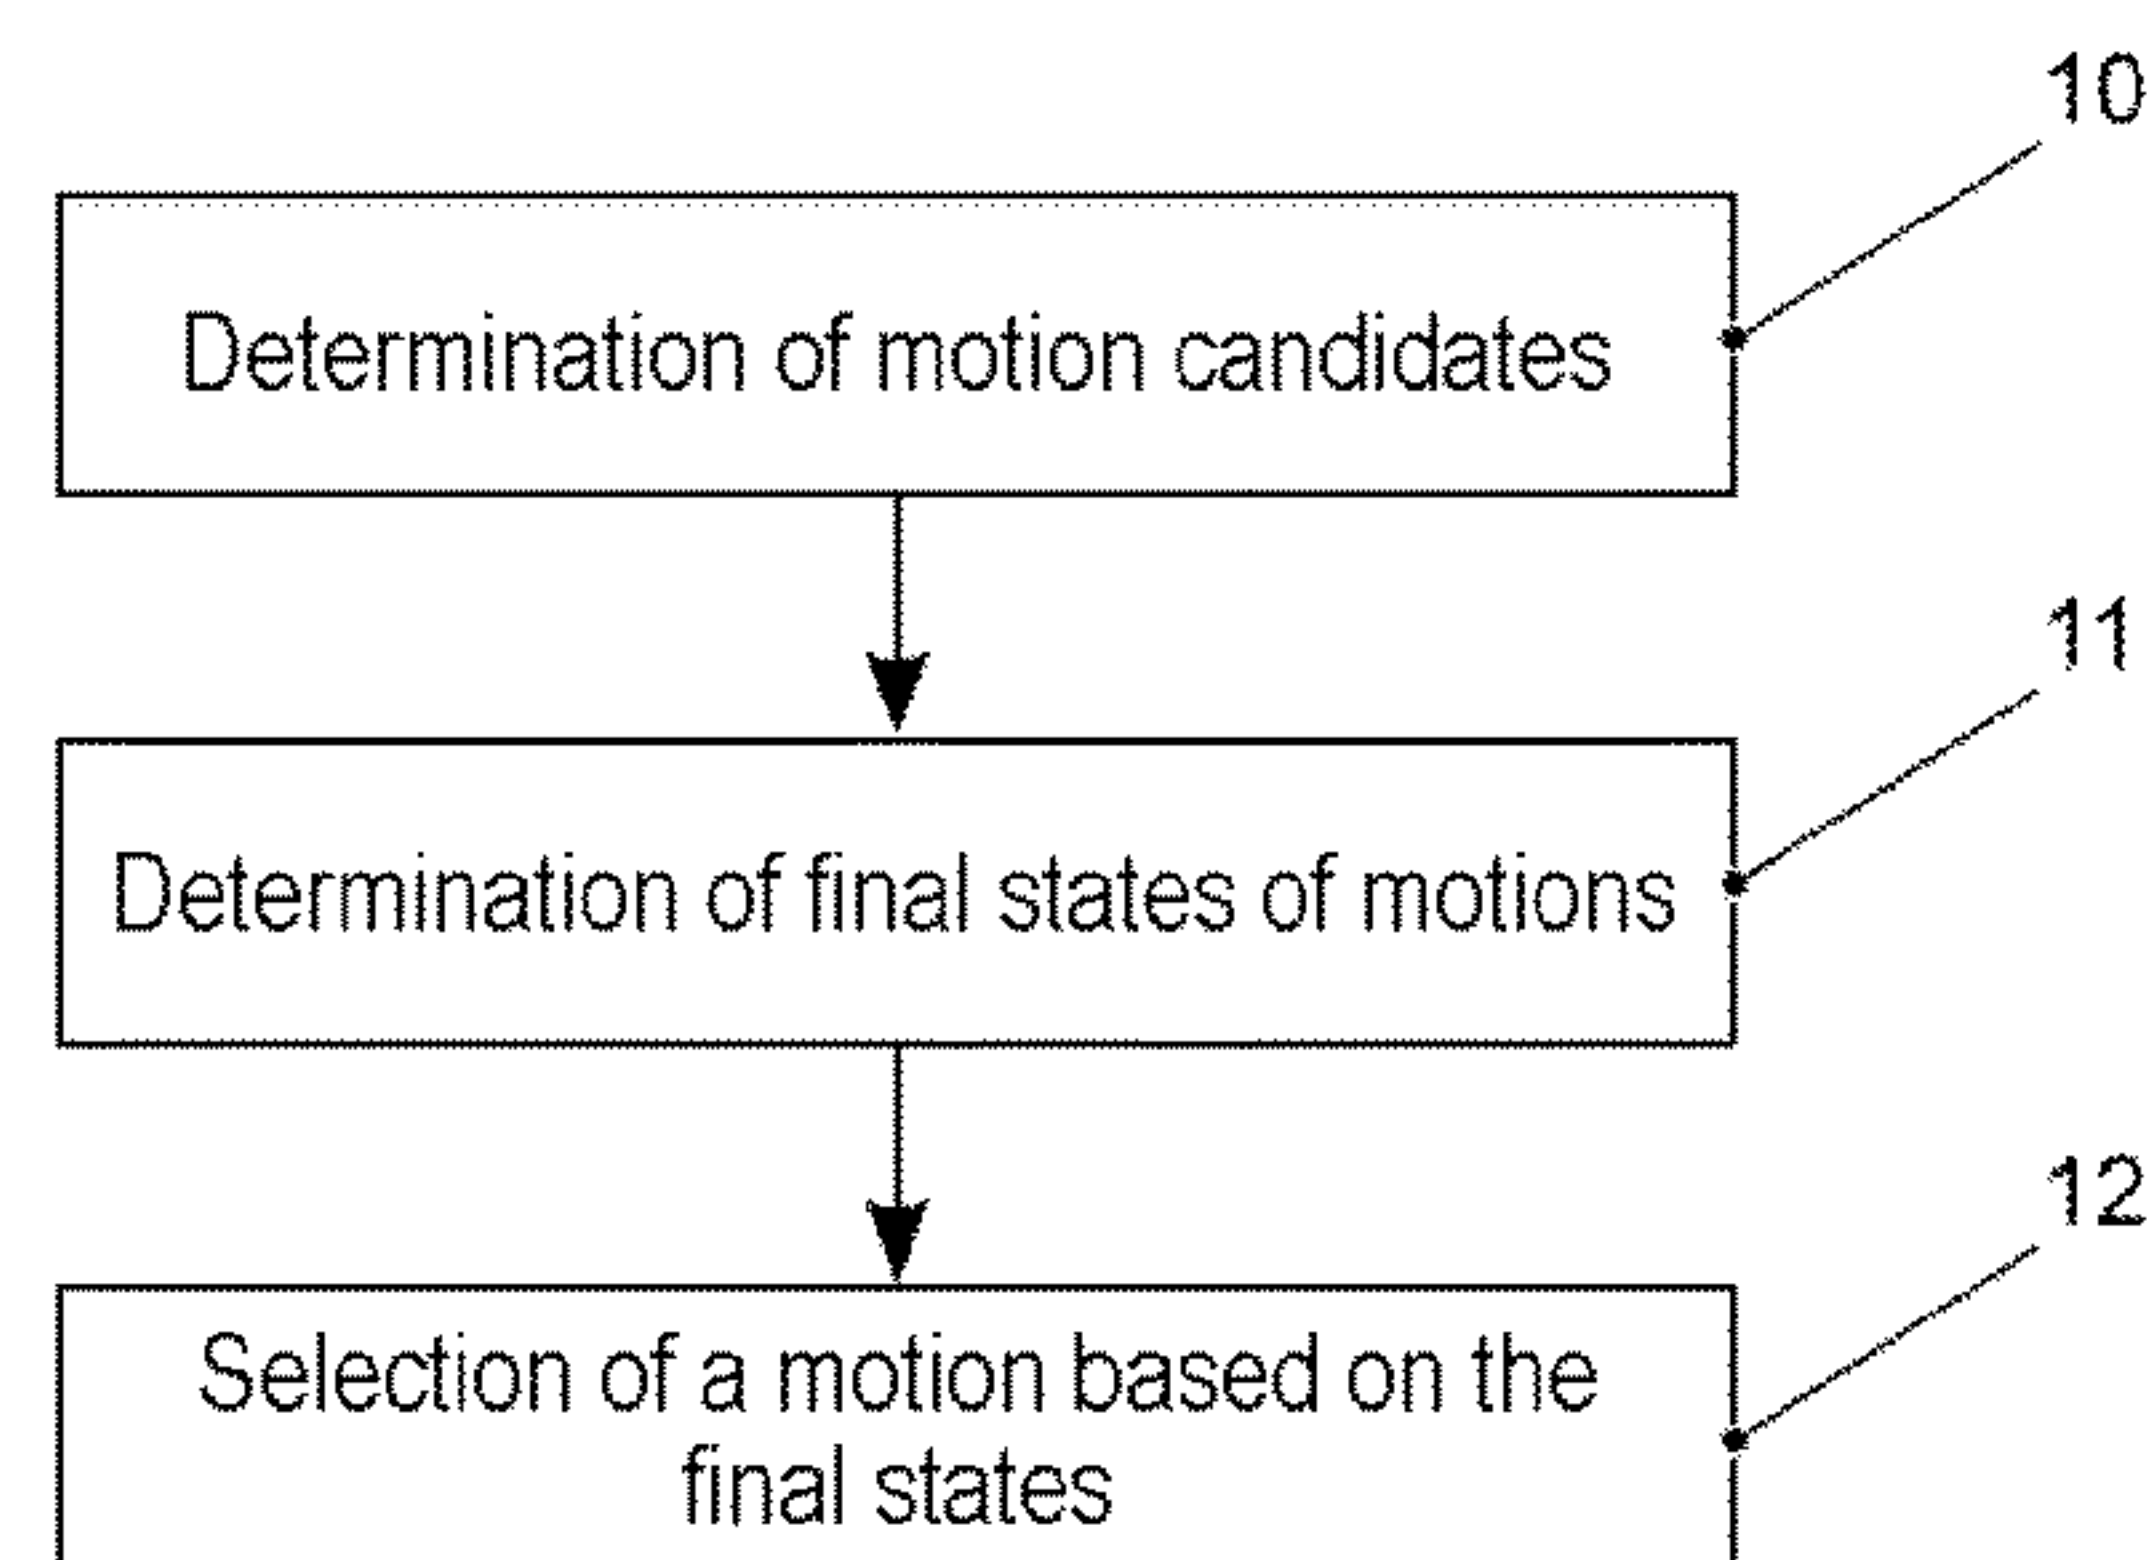 10
Determination of motion candidates
11
Determination of final states of motions
12
Selection of a motion based on the
final states